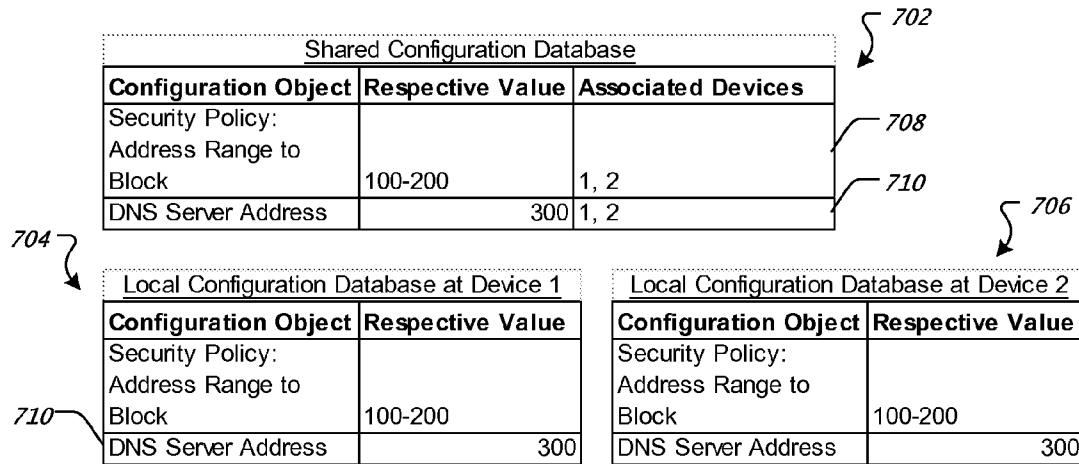 702
Shared Configuration Database
Configuration Object Respective Value Associated Devices
Security Policy:
Address Range to
Block 100-200 1, 2
708
DNS Server Address 300 1, 2
710
704
706
Local Configuration Database at Device 1
Configuration Object Respective Value
Security Policy:
Address Range to
Block 100-200
710
DNS Server Address 300
Local Configuration Database at Device 2
Configuration Object Respective Value
Security Policy:
Address Range to
Block 100-200
DNS Server Address 300